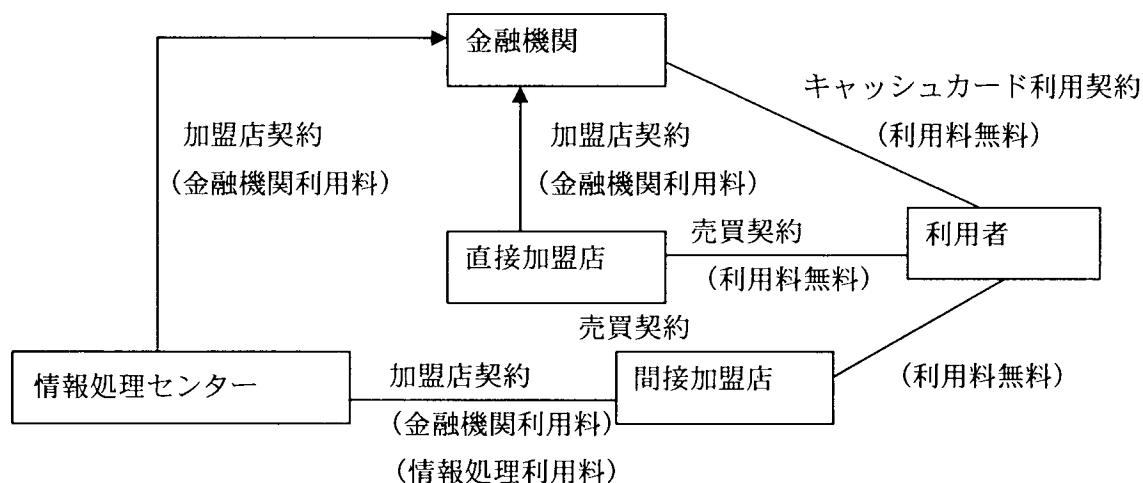 金融機関
キャッシュカード利用契約
(利用料無料)
加盟店契約
(金融機関利用料)
加盟店契約
(金融機関利用料)
利用者
売買契約
(利用料無料)
直接加盟店
売買契約
情報処理センター
加盟店契約
(金融機関利用料)
(情報処理利用料)
間接加盟店
(利用料無料)